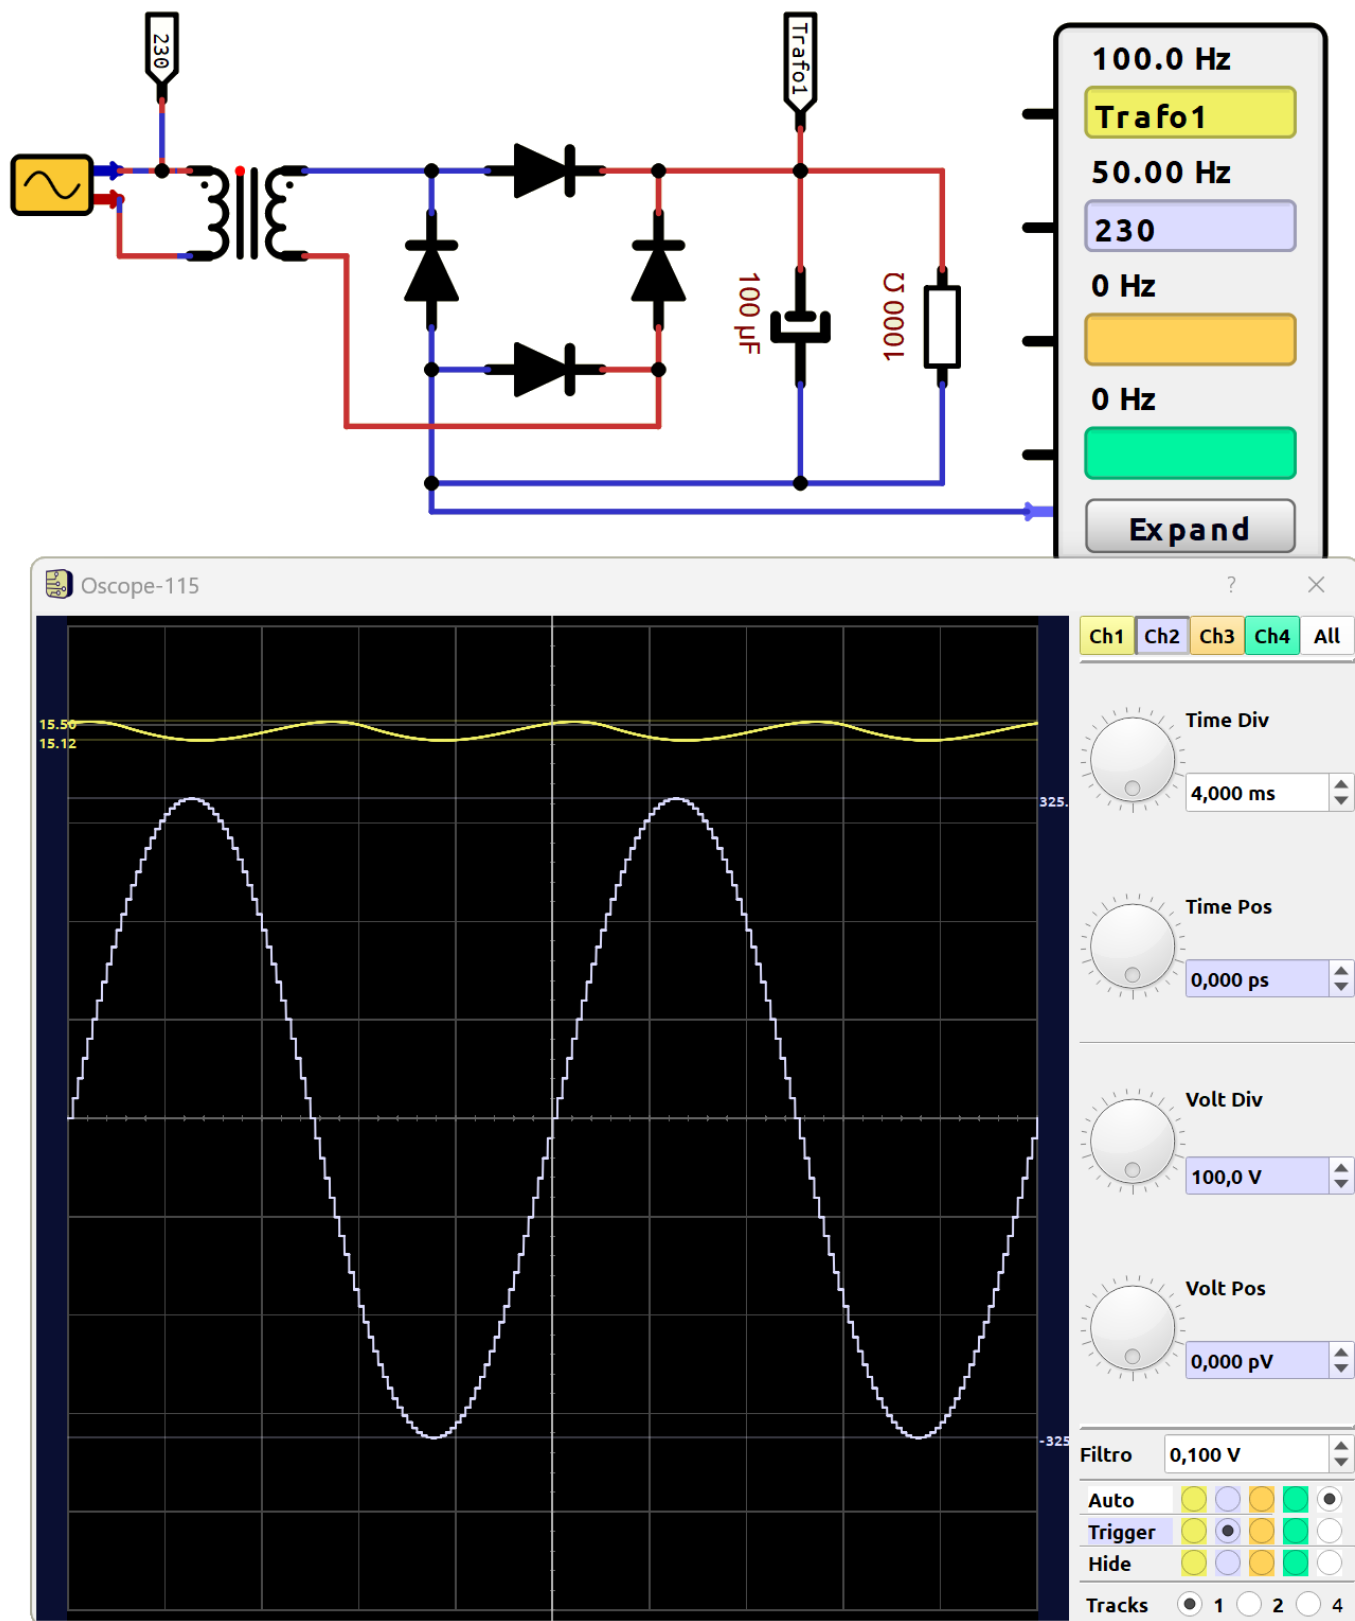 230
Trafo1
100 µF
1000 Ω
100.0 Hz
Trafo1
50.00 Hz
230
0 Hz
0 Hz
Expand
Oscope-115
?
Ch1 Ch2 Ch3 Ch4 All
15.50
15.12
325.
-325
Time Div
4,000 ms
Time Pos
0,000 ps
Volt Div
100,0 V
Volt Pos
0,000 pV
Filtro 0,100 V
Auto
Trigger
Hide
Tracks 1 2 4